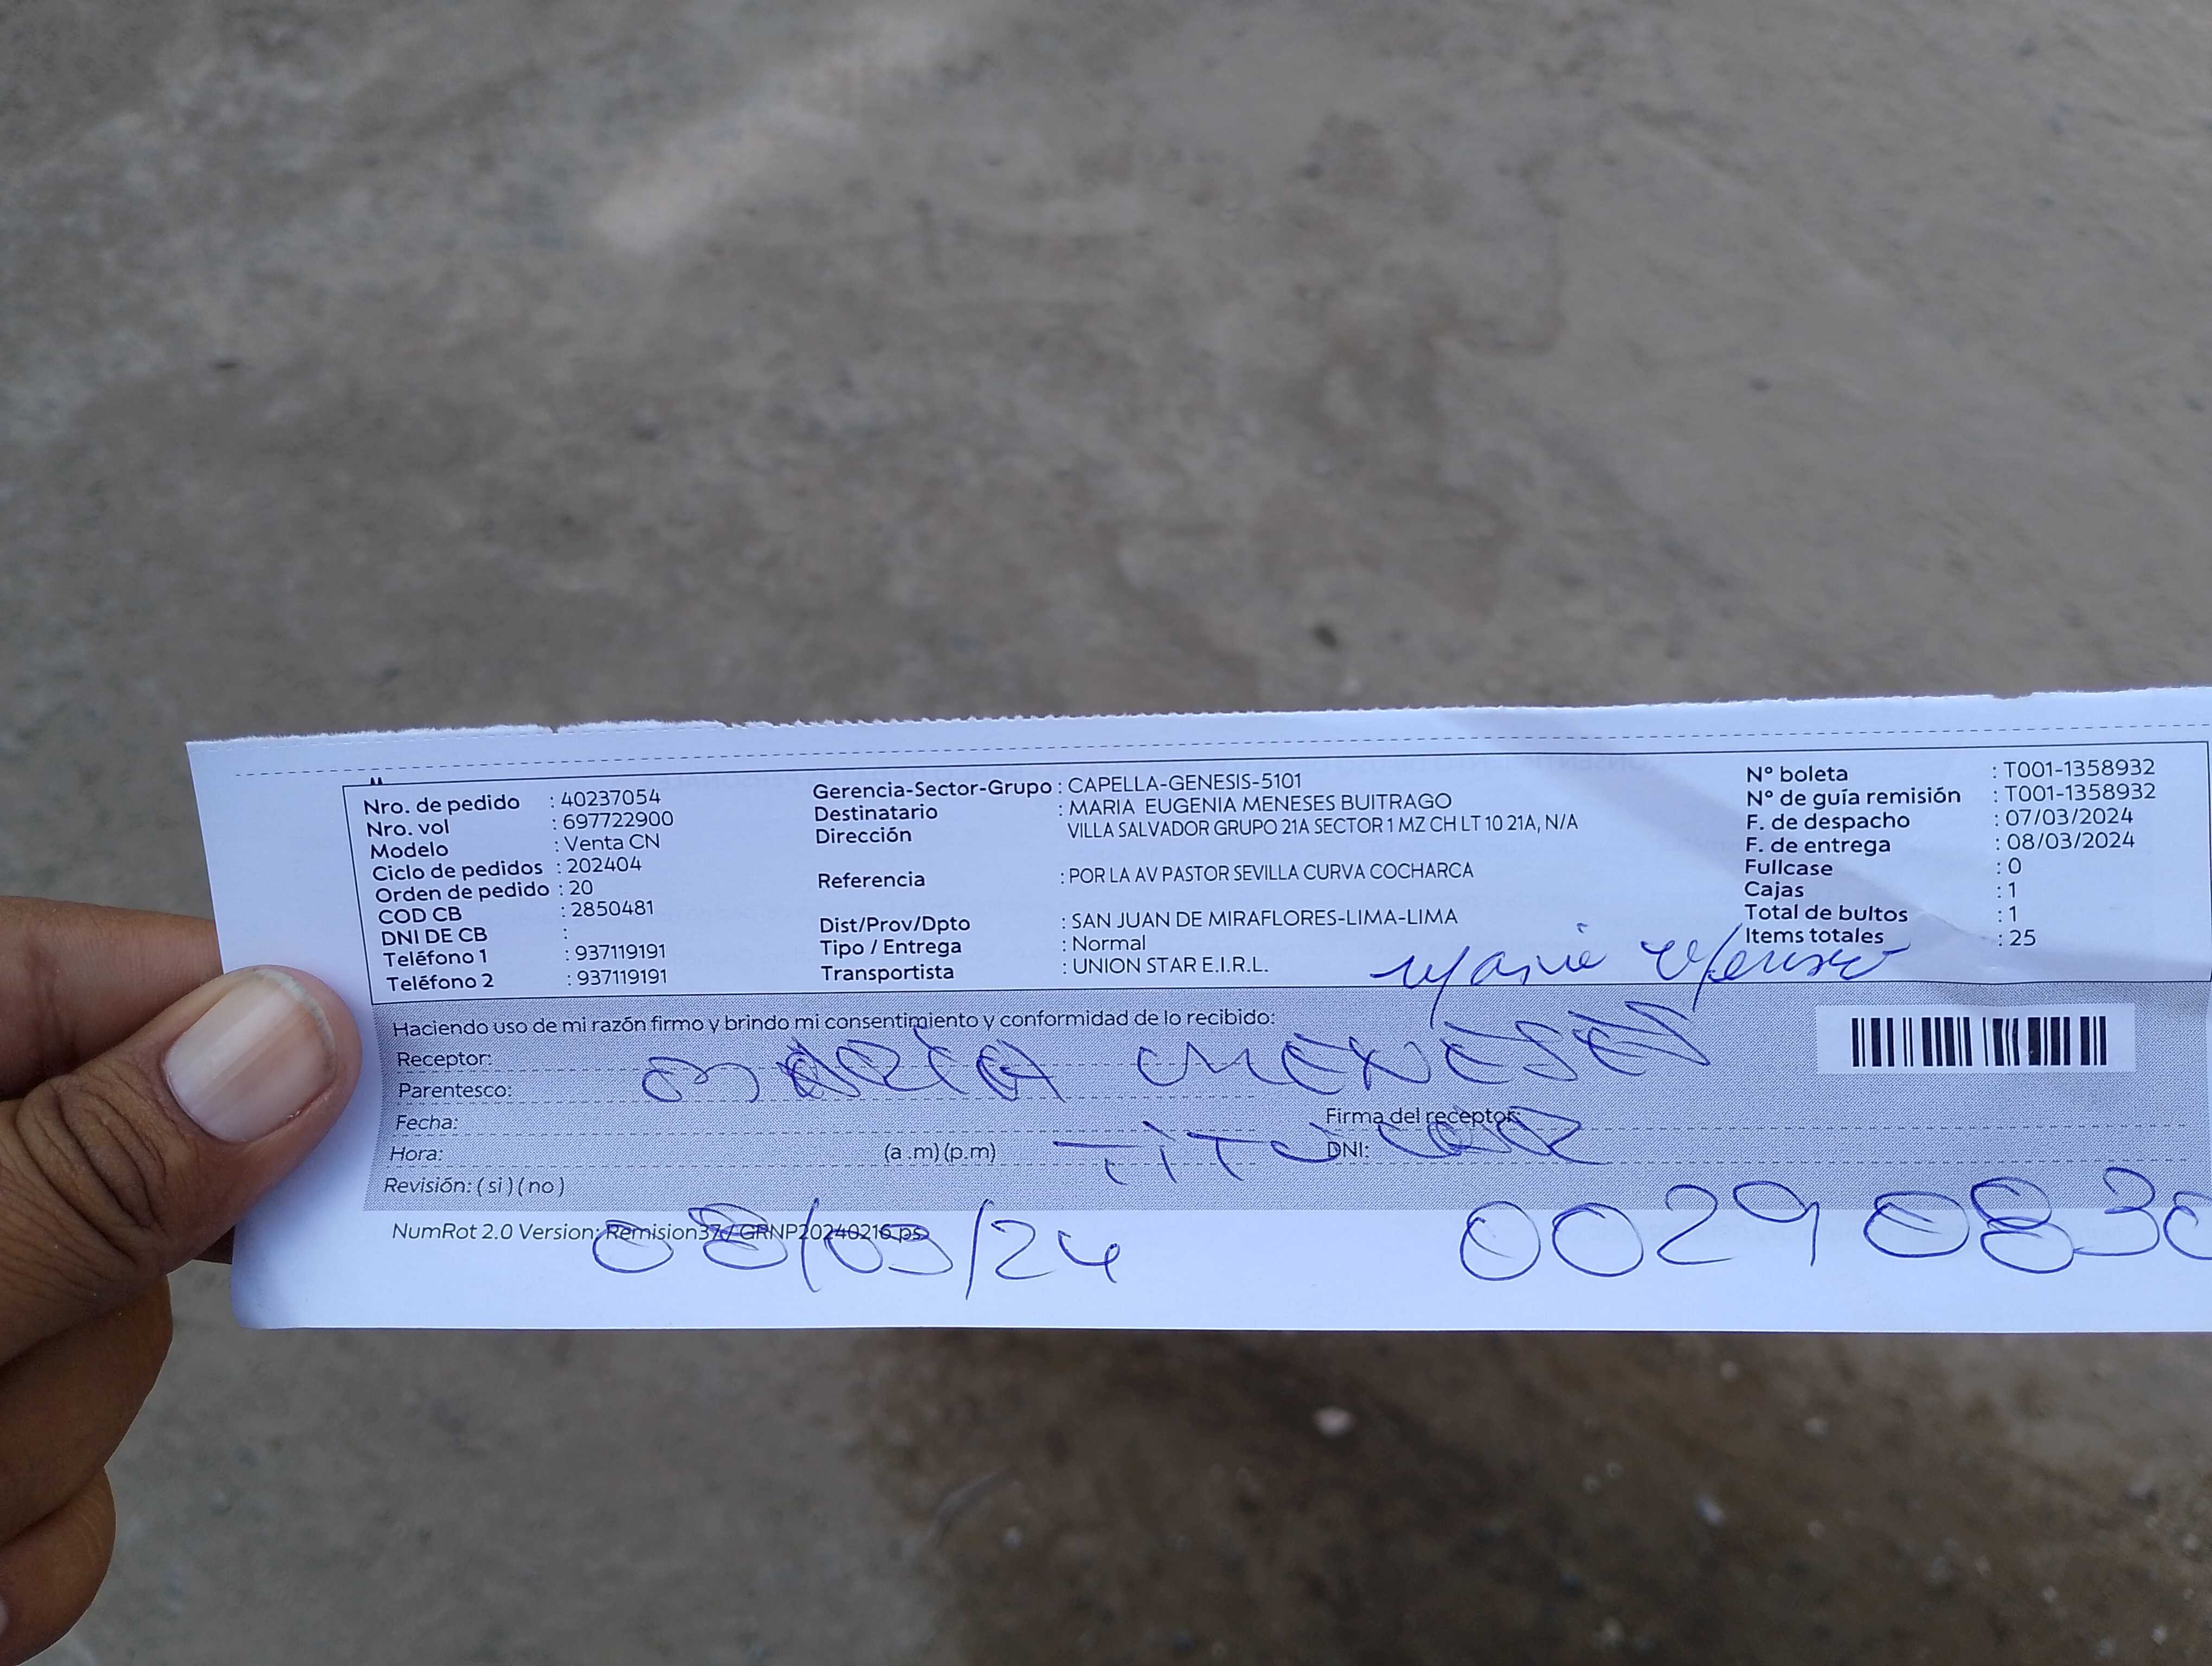 Nro. de pedido : 40237054
Nro. vol : 697722900
Modelo : Venta CN
Ciclo de pedidos : 202404
Orden de pedido : 20
COD CB : 2850481
DNI DE CB :
Teléfono 1 : 937119191
Teléfono 2 : 937119191
Gerencia-Sector-Grupo : CAPELLA-GENESIS-5101
Destinatario : MARIA EUGENIA MENESES BUITRAGO
Dirección VILLA SALVADOR GRUPO 21A SECTOR 1 MZ CH LT 10 21A, N/A
Referencia : POR LA AV PASTOR SEVILLA CURVA COCHARCA
Dist/Prov/Dpto : SAN JUAN DE MIRAFLORES-LIMA-LIMA
Tipo / Entrega : Normal
Transportista : UNION STAR E.I.R.L.
N° boleta : T001-1358932
N° de guía remisión : T001-1358932
F. de despacho : 07/03/2024
F. de entrega : 08/03/2024
Fullcase : 0
Cajas : 1
Total de bultos : 1
Items totales : 25
Haciendo uso de mi razón firmo y brindo mi consentimiento y conformidad de lo recibido:
Receptor:
MARIA MENESES
Parentesco:
Fecha:
Firma del receptor:
Hora: (a .m) (p.m)
TiTULAR
DNI:
Revisión: ( si ) ( no )
NumRot 2.0 Version: Remision37/ GRNP20240216.ps
08/03/24
00290830